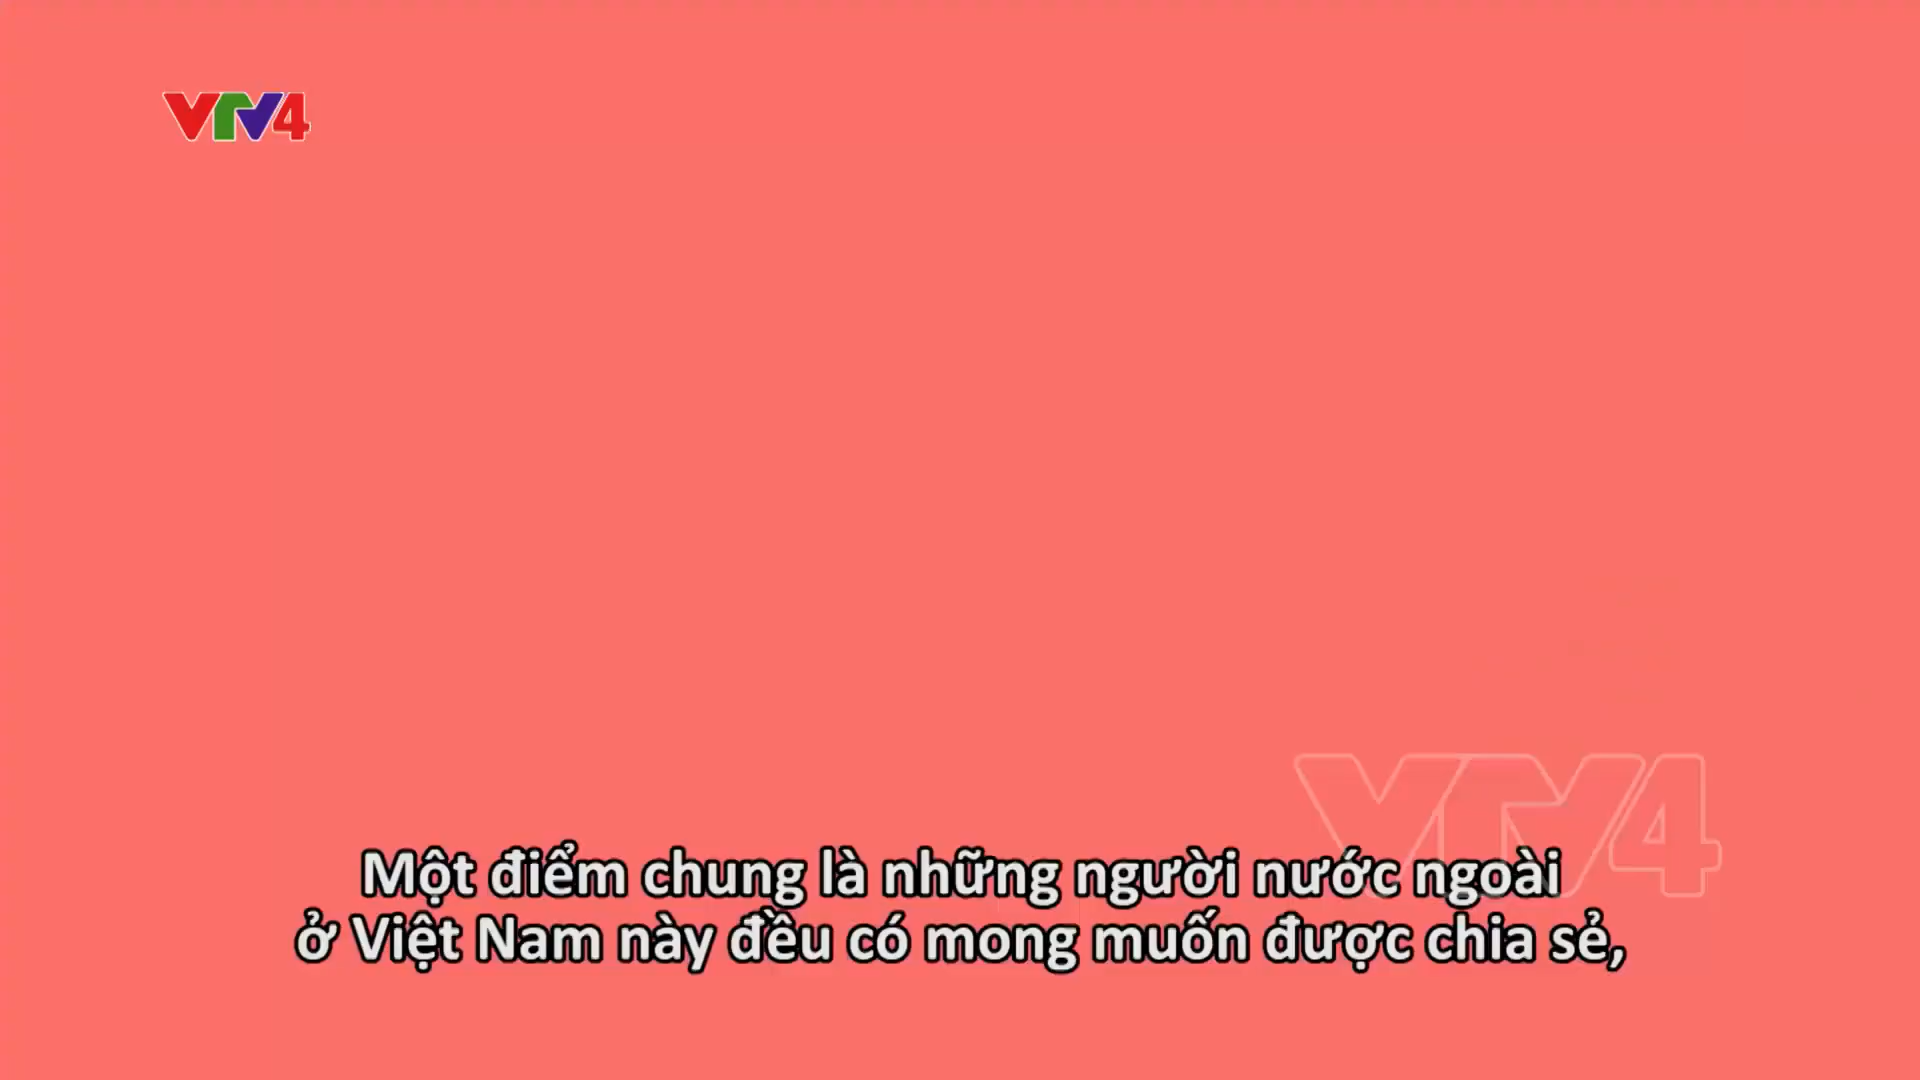 VTV4
VTV4
Một điểm chung là những người nước ngoài
ở Việt Nam này đều có mong muốn được chia sẻ,